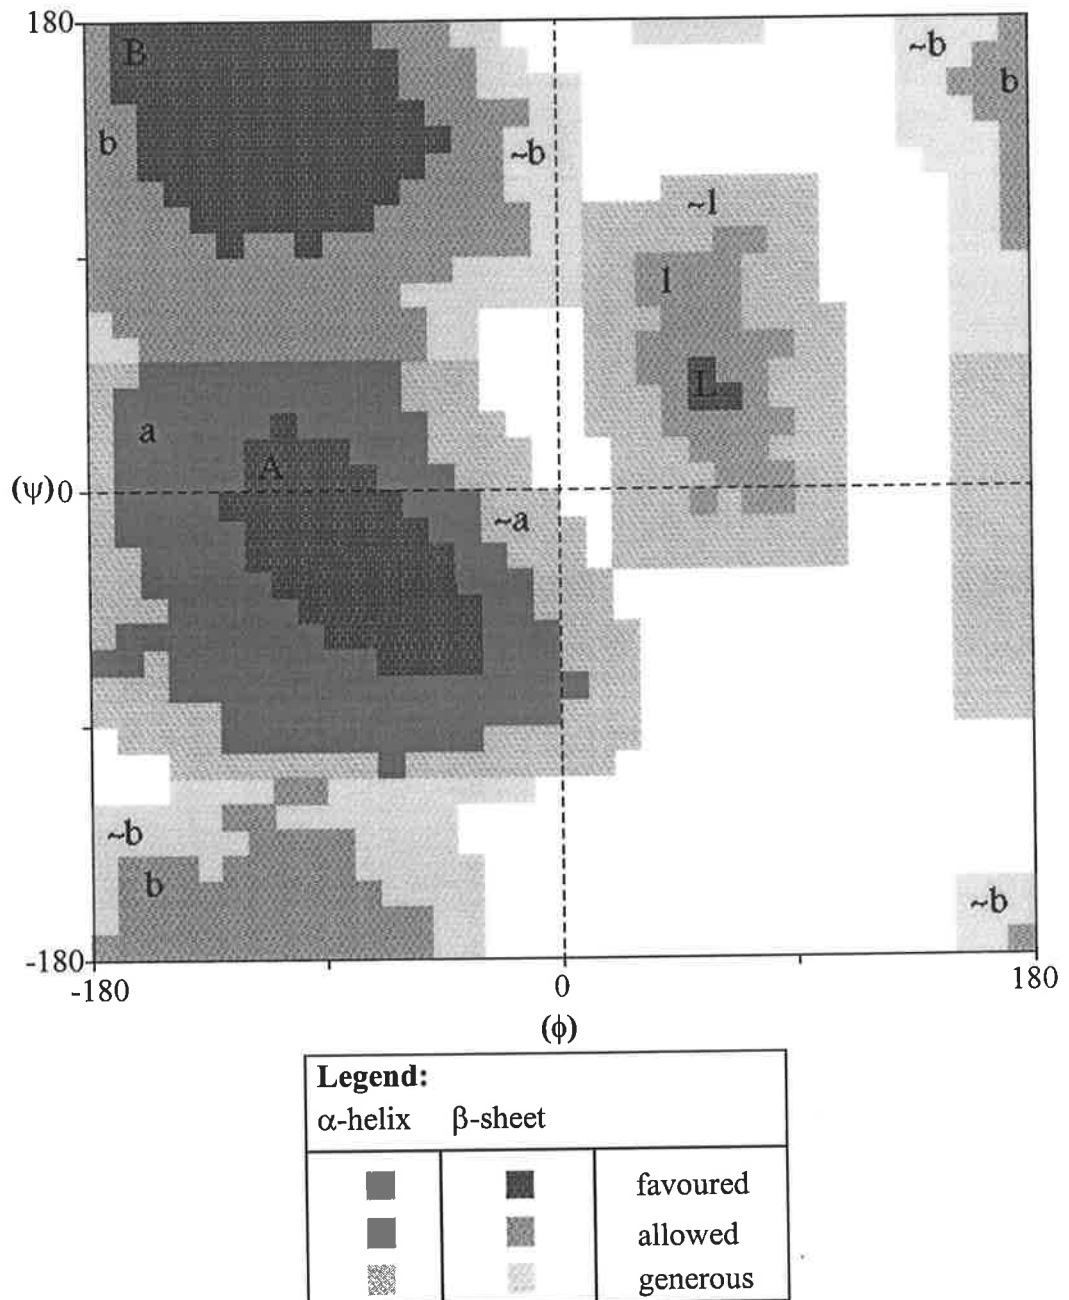 180
B
~b
b
b
~b
~l
l
L
a
A
(ψ)0
~a
~b
b
~b
-180
-180 0 180
(ϕ)
Legend:
α-helix β-sheet
favoured
allowed
generous